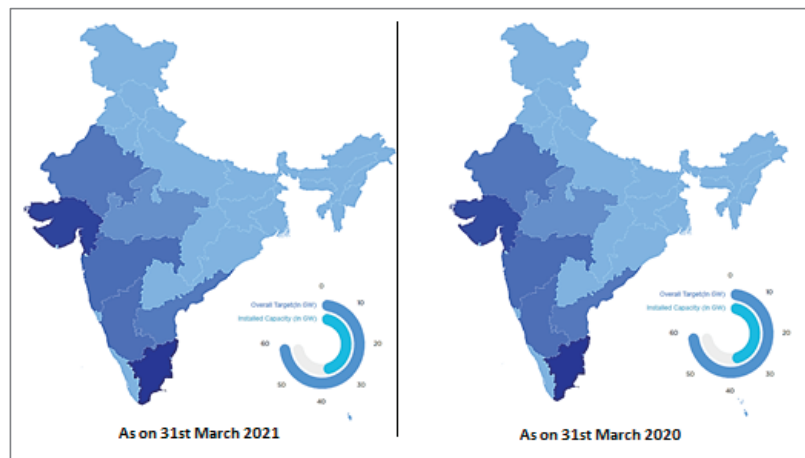 0
10
20
30
40
50
60
Overall Target(In GW)
Installed Capacity (In GW)
As on 31st March 2021
0
10
20
30
40
50
60
Overall Target(In GW)
Installed Capacity (In GW)
As on 31st March 2020